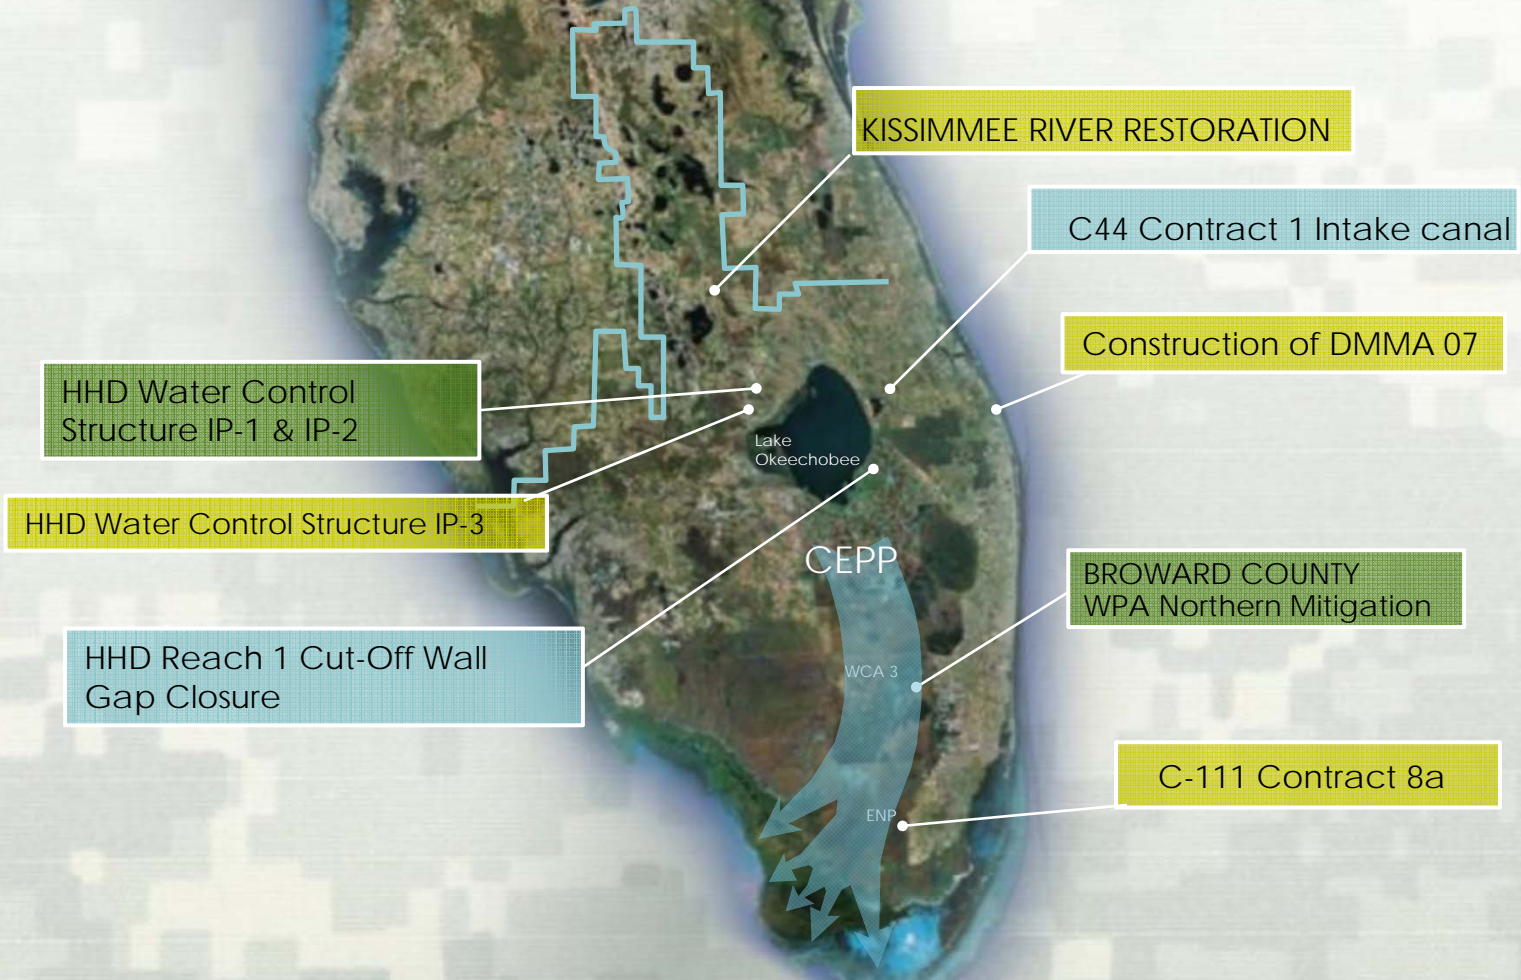 KISSIMMEE RIVER RESTORATION
C44 Contract 1 Intake canal
Construction of DMMA 07
HHD Water Control
Structure IP-1 & IP-2
Lake
Okeechobee
HHD Water Control Structure IP-3
CEPP
BROWARD COUNTY
WPA Northern Mitigation
HHD Reach 1 Cut-Off Wall
Gap Closure
WCA 3
C-111 Contract 8a
ENP